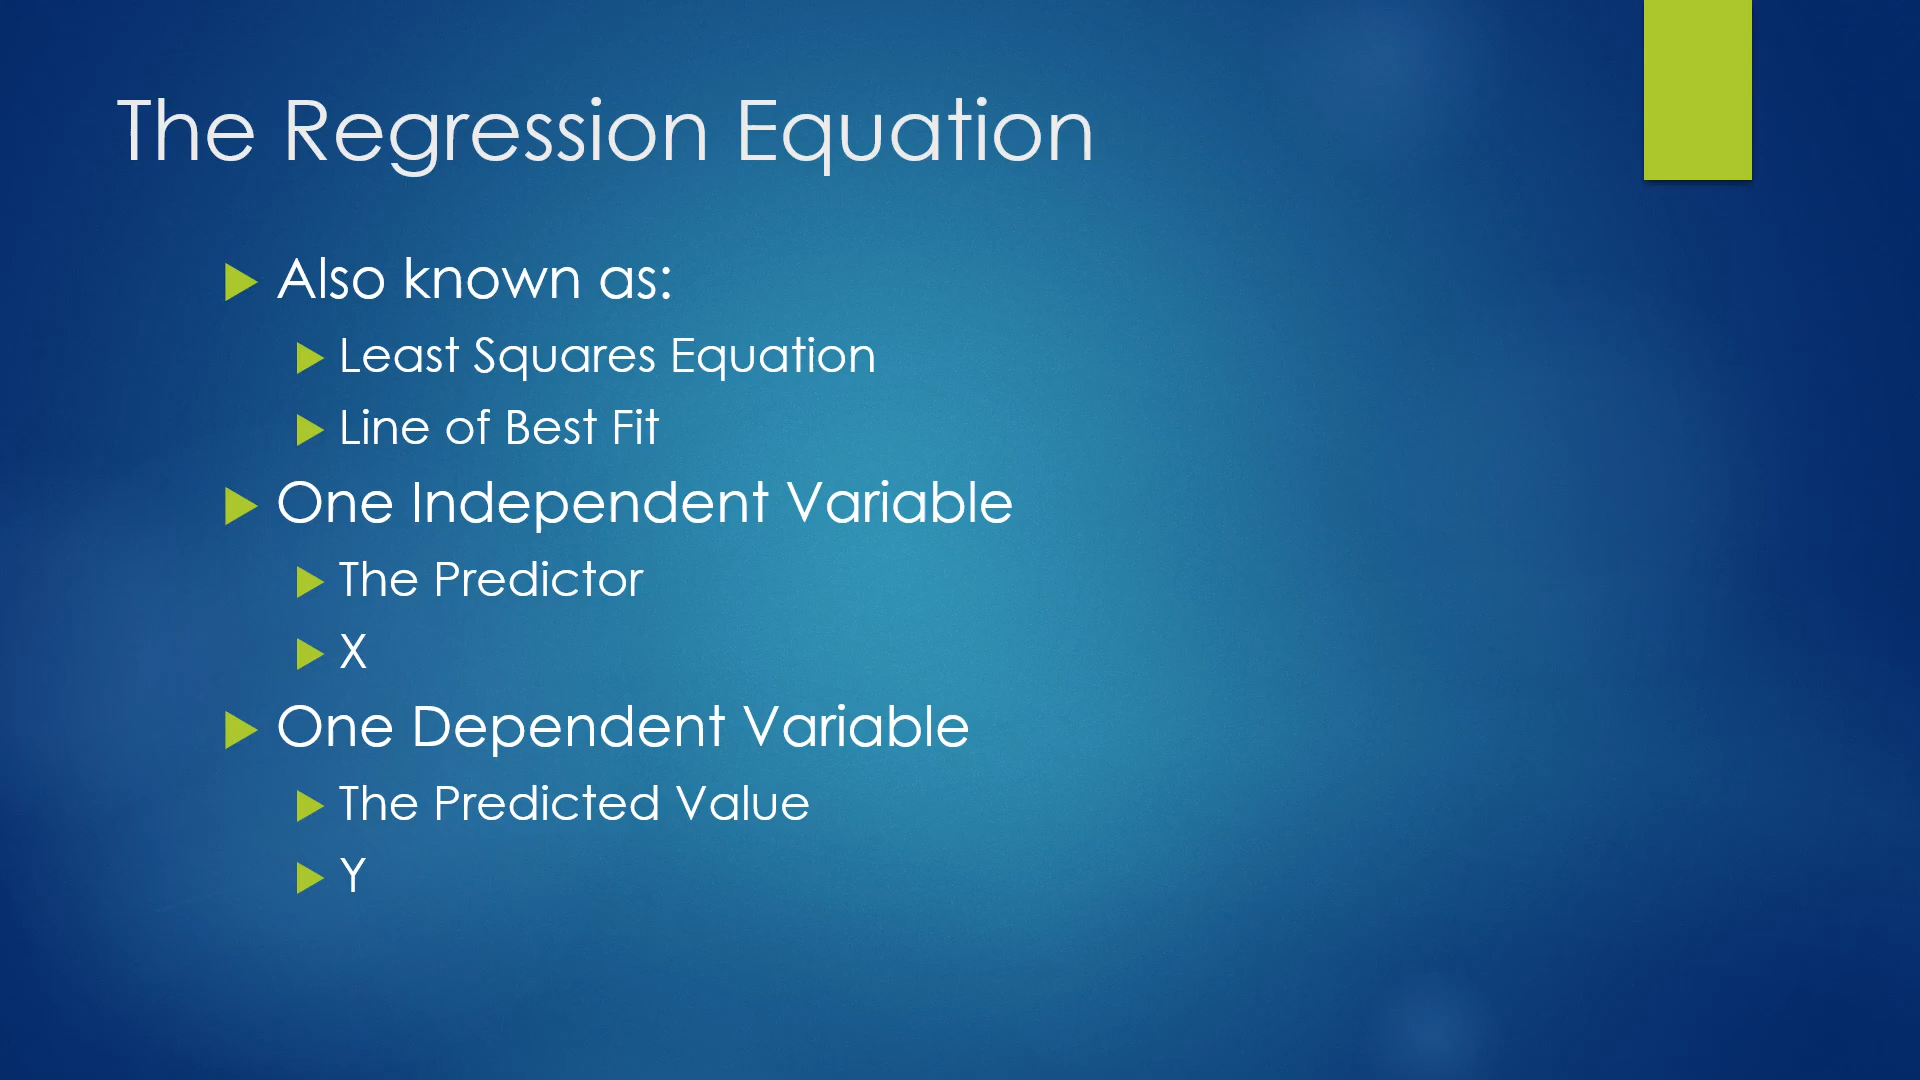 The Regression Equation
Also known as:
Least Squares Equation
Line of Best Fit
One Independent Variable
The Predictor
X
One Dependent Variable
The Predicted Value
Y